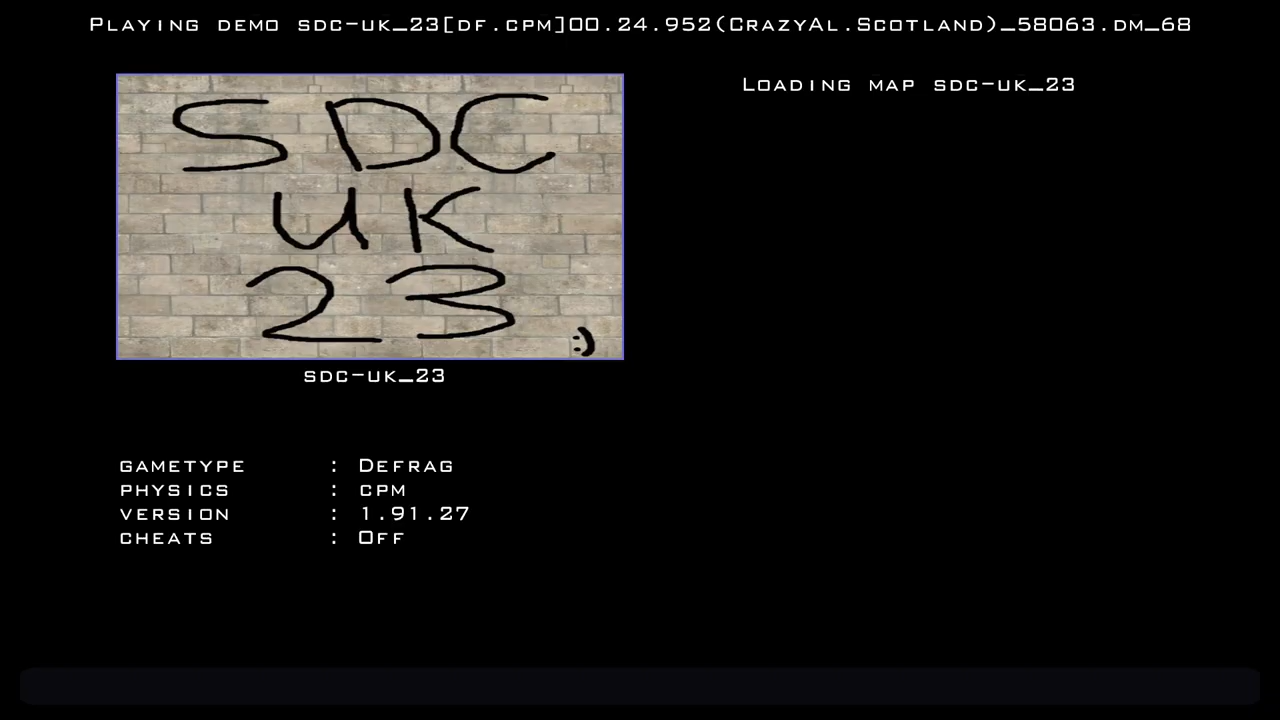 Playing demo sdc-uk_23[df.cpm]00.24.952(CrazyAl.Scotland)_58063.dm_68
Loading map sdc-uk_23
SDC
UK
23
:)
sdc-uk_23
gametype : Defrag
physics : cpm
version : 1.91.27
cheats : Off